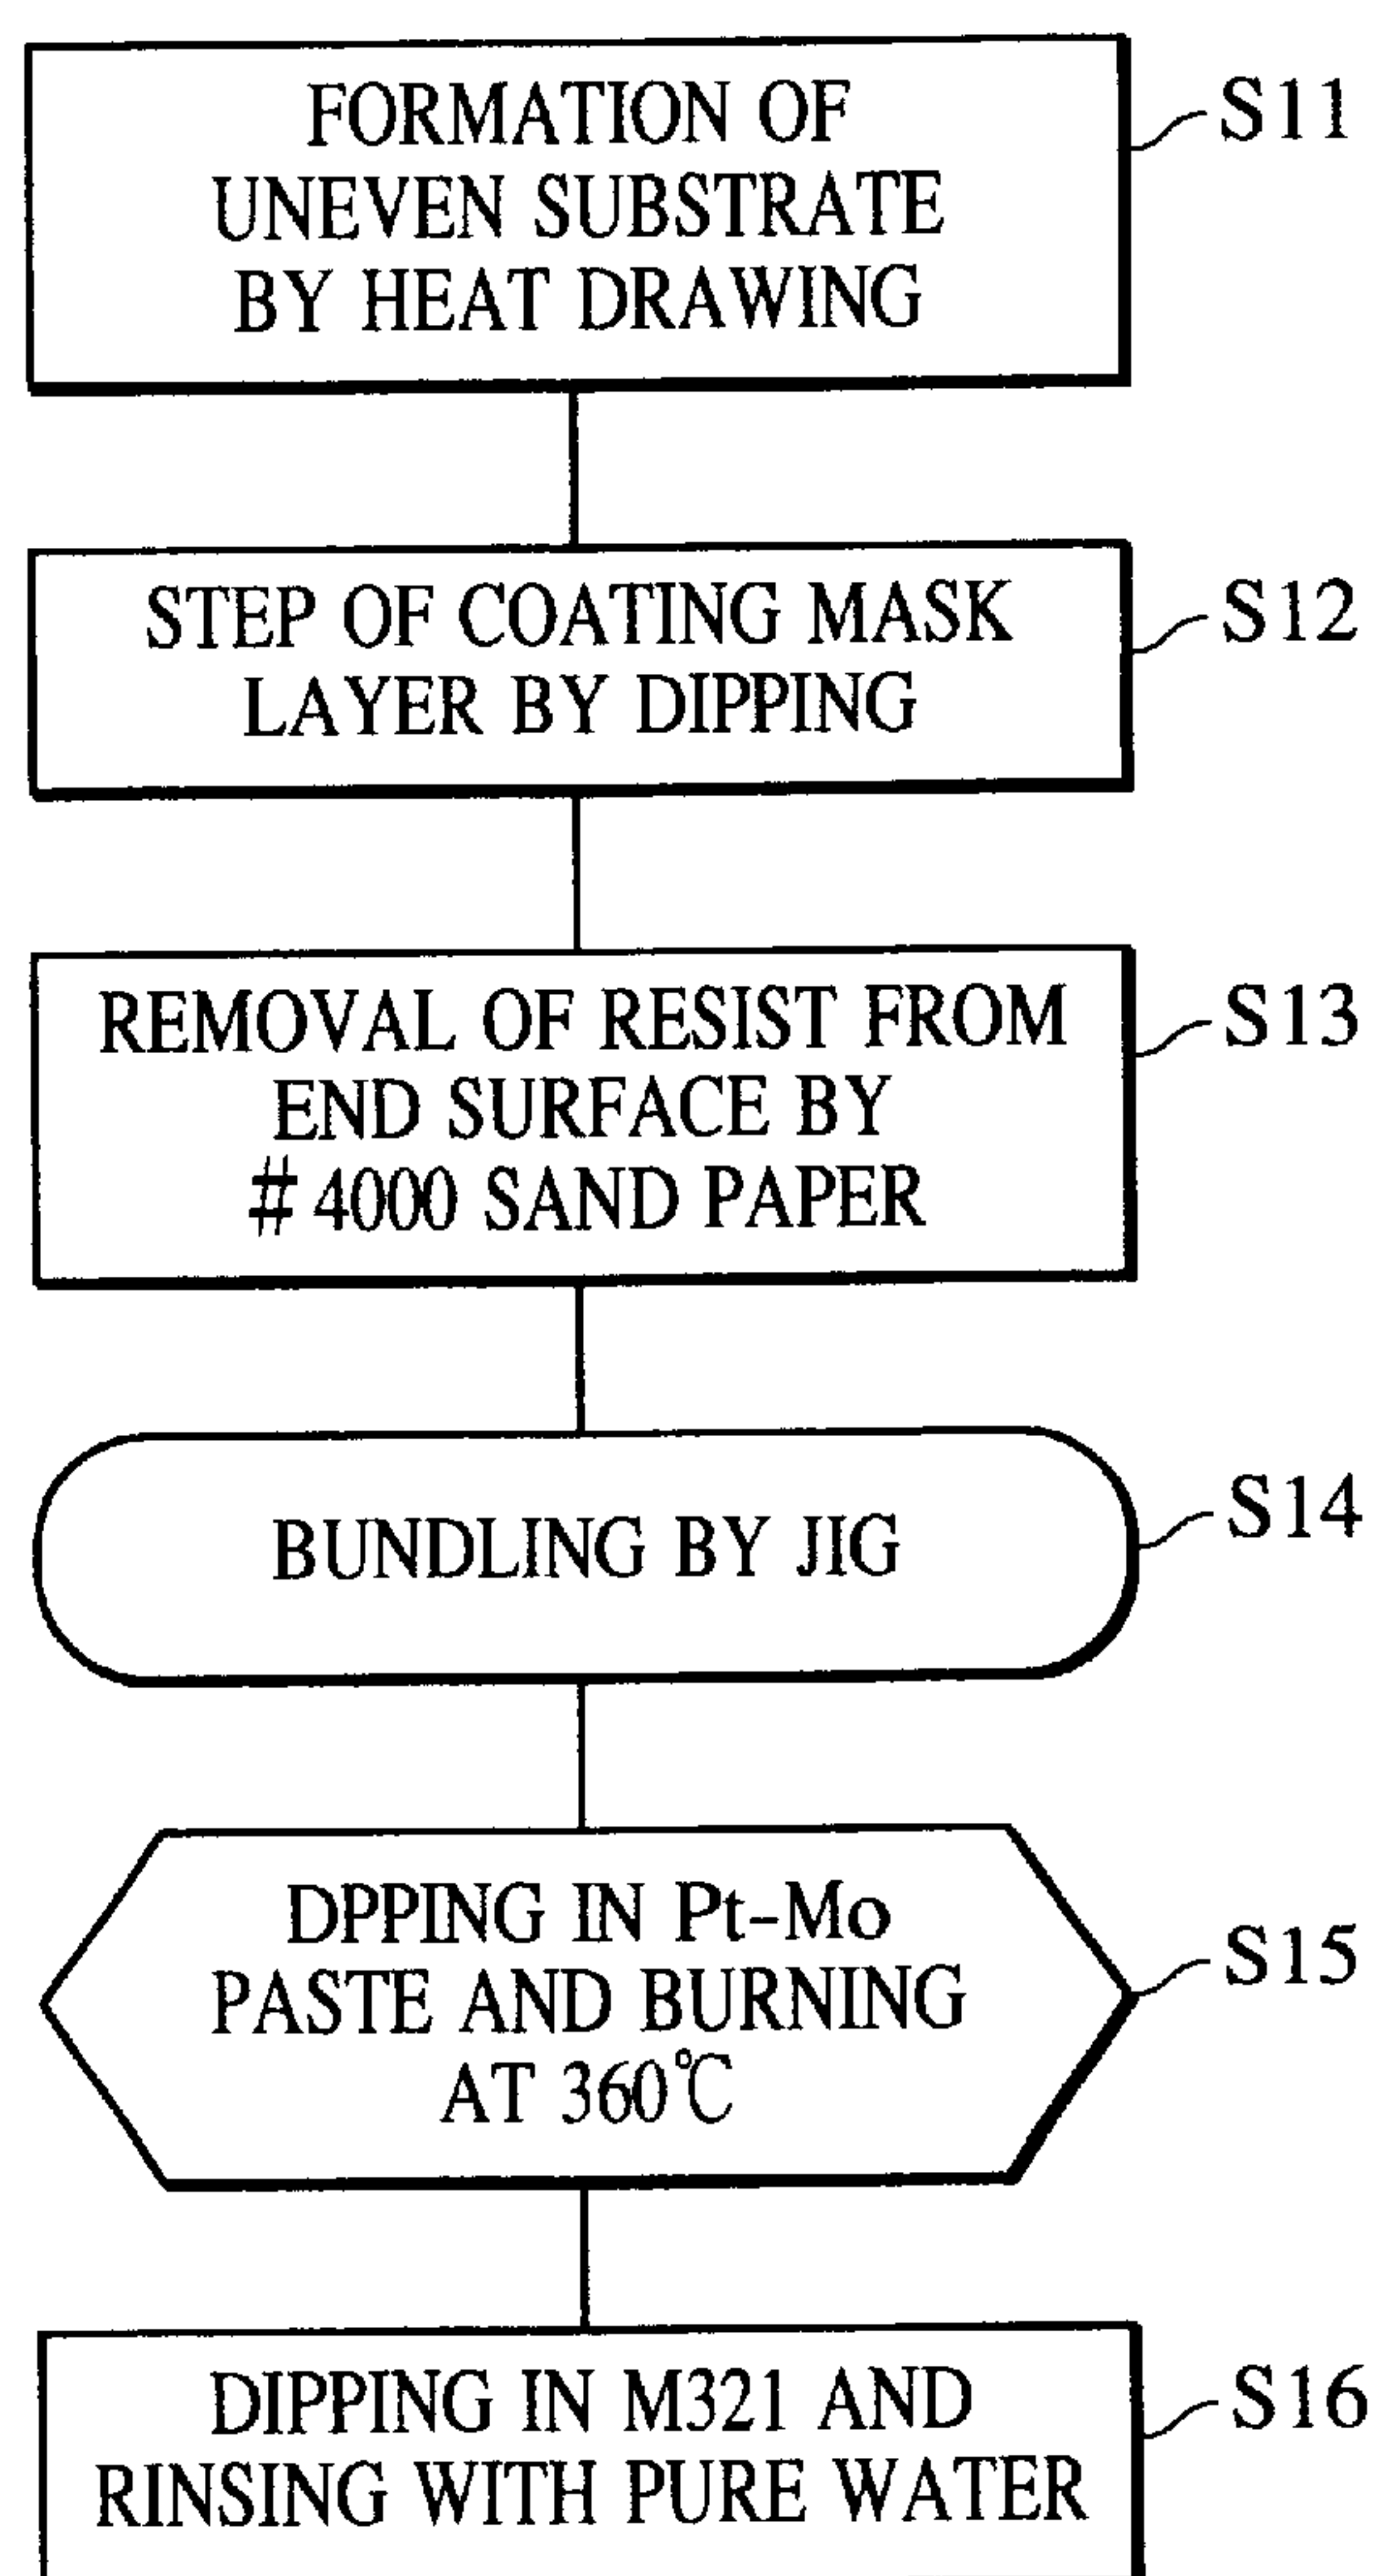 FORMATION OF
UNEVEN SUBSTRATE
BY HEAT DRAWING
S11
STEP OF COATING MASK
LAYER BY DIPPING
S12
REMOVAL OF RESIST FROM
END SURFACE BY
#4000 SAND PAPER
S13
BUNDLING BY JIG
S14
DPPING IN Pt-Mo
PASTE AND BURNING
AT 360℃
S15
DIPPING IN M321 AND
RINSING WITH PURE WATER
S16